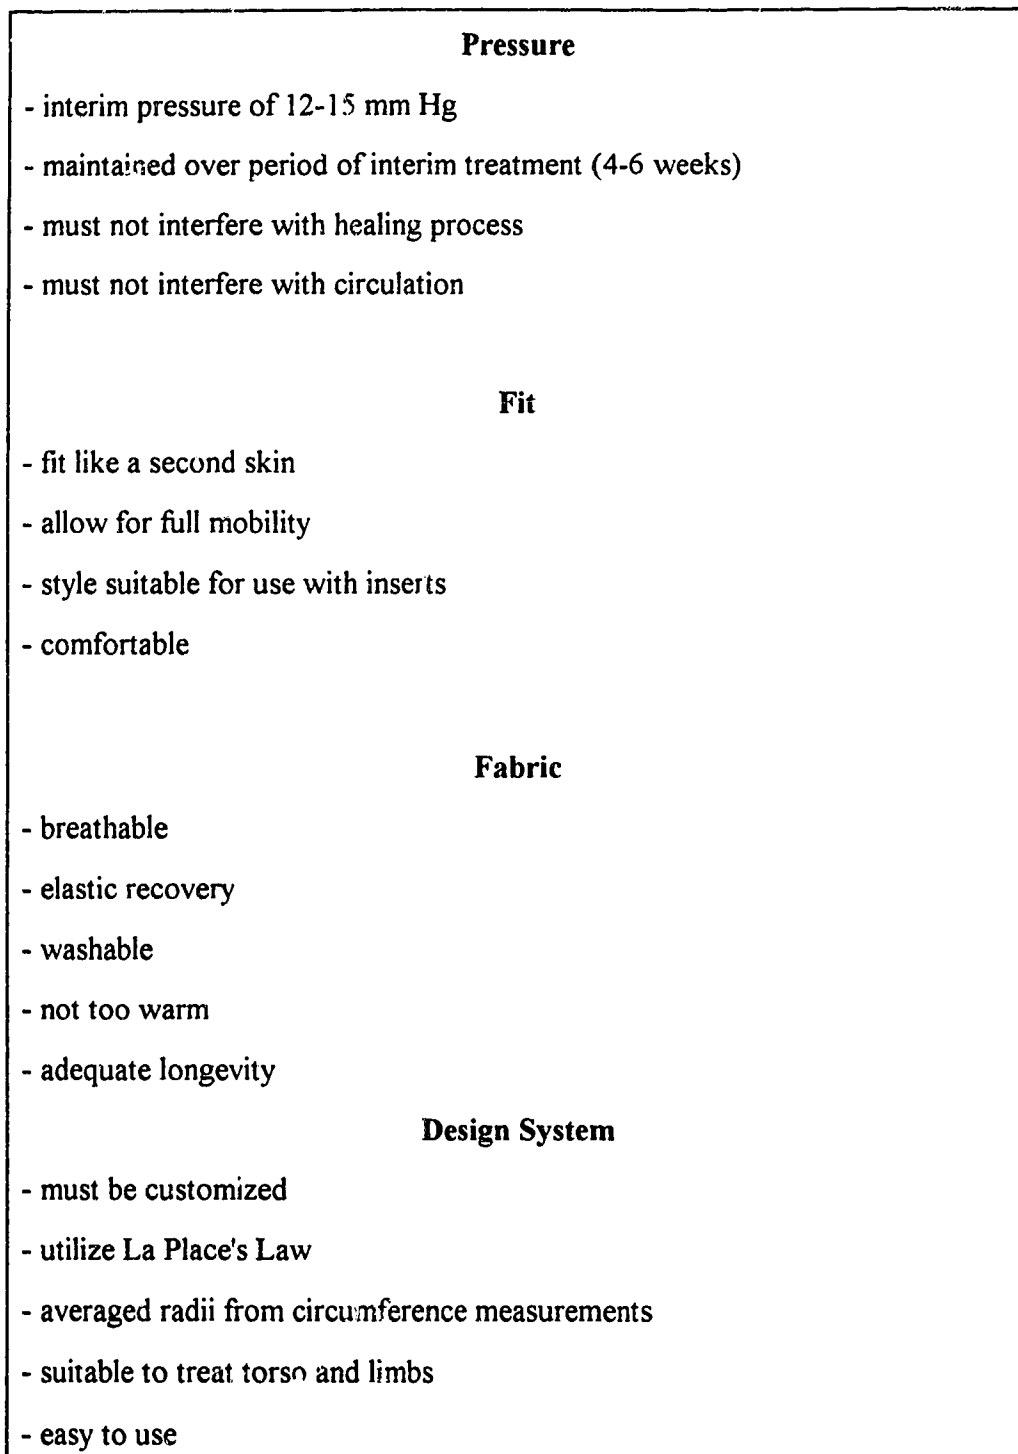 Pressure
- interim pressure of 12-15 mm Hg
- maintained over period of interim treatment (4-6 weeks)
- must not interfere with healing process
- must not interfere with circulation
Fit
- fit like a second skin
- allow for full mobility
- style suitable for use with inserts
- comfortable
Fabric
- breathable
- elastic recovery
- washable
- not too warm
- adequate longevity
Design System
- must be customized
- utilize La Place's Law
- averaged radii from circumference measurements
- suitable to treat torso and limbs
- easy to use